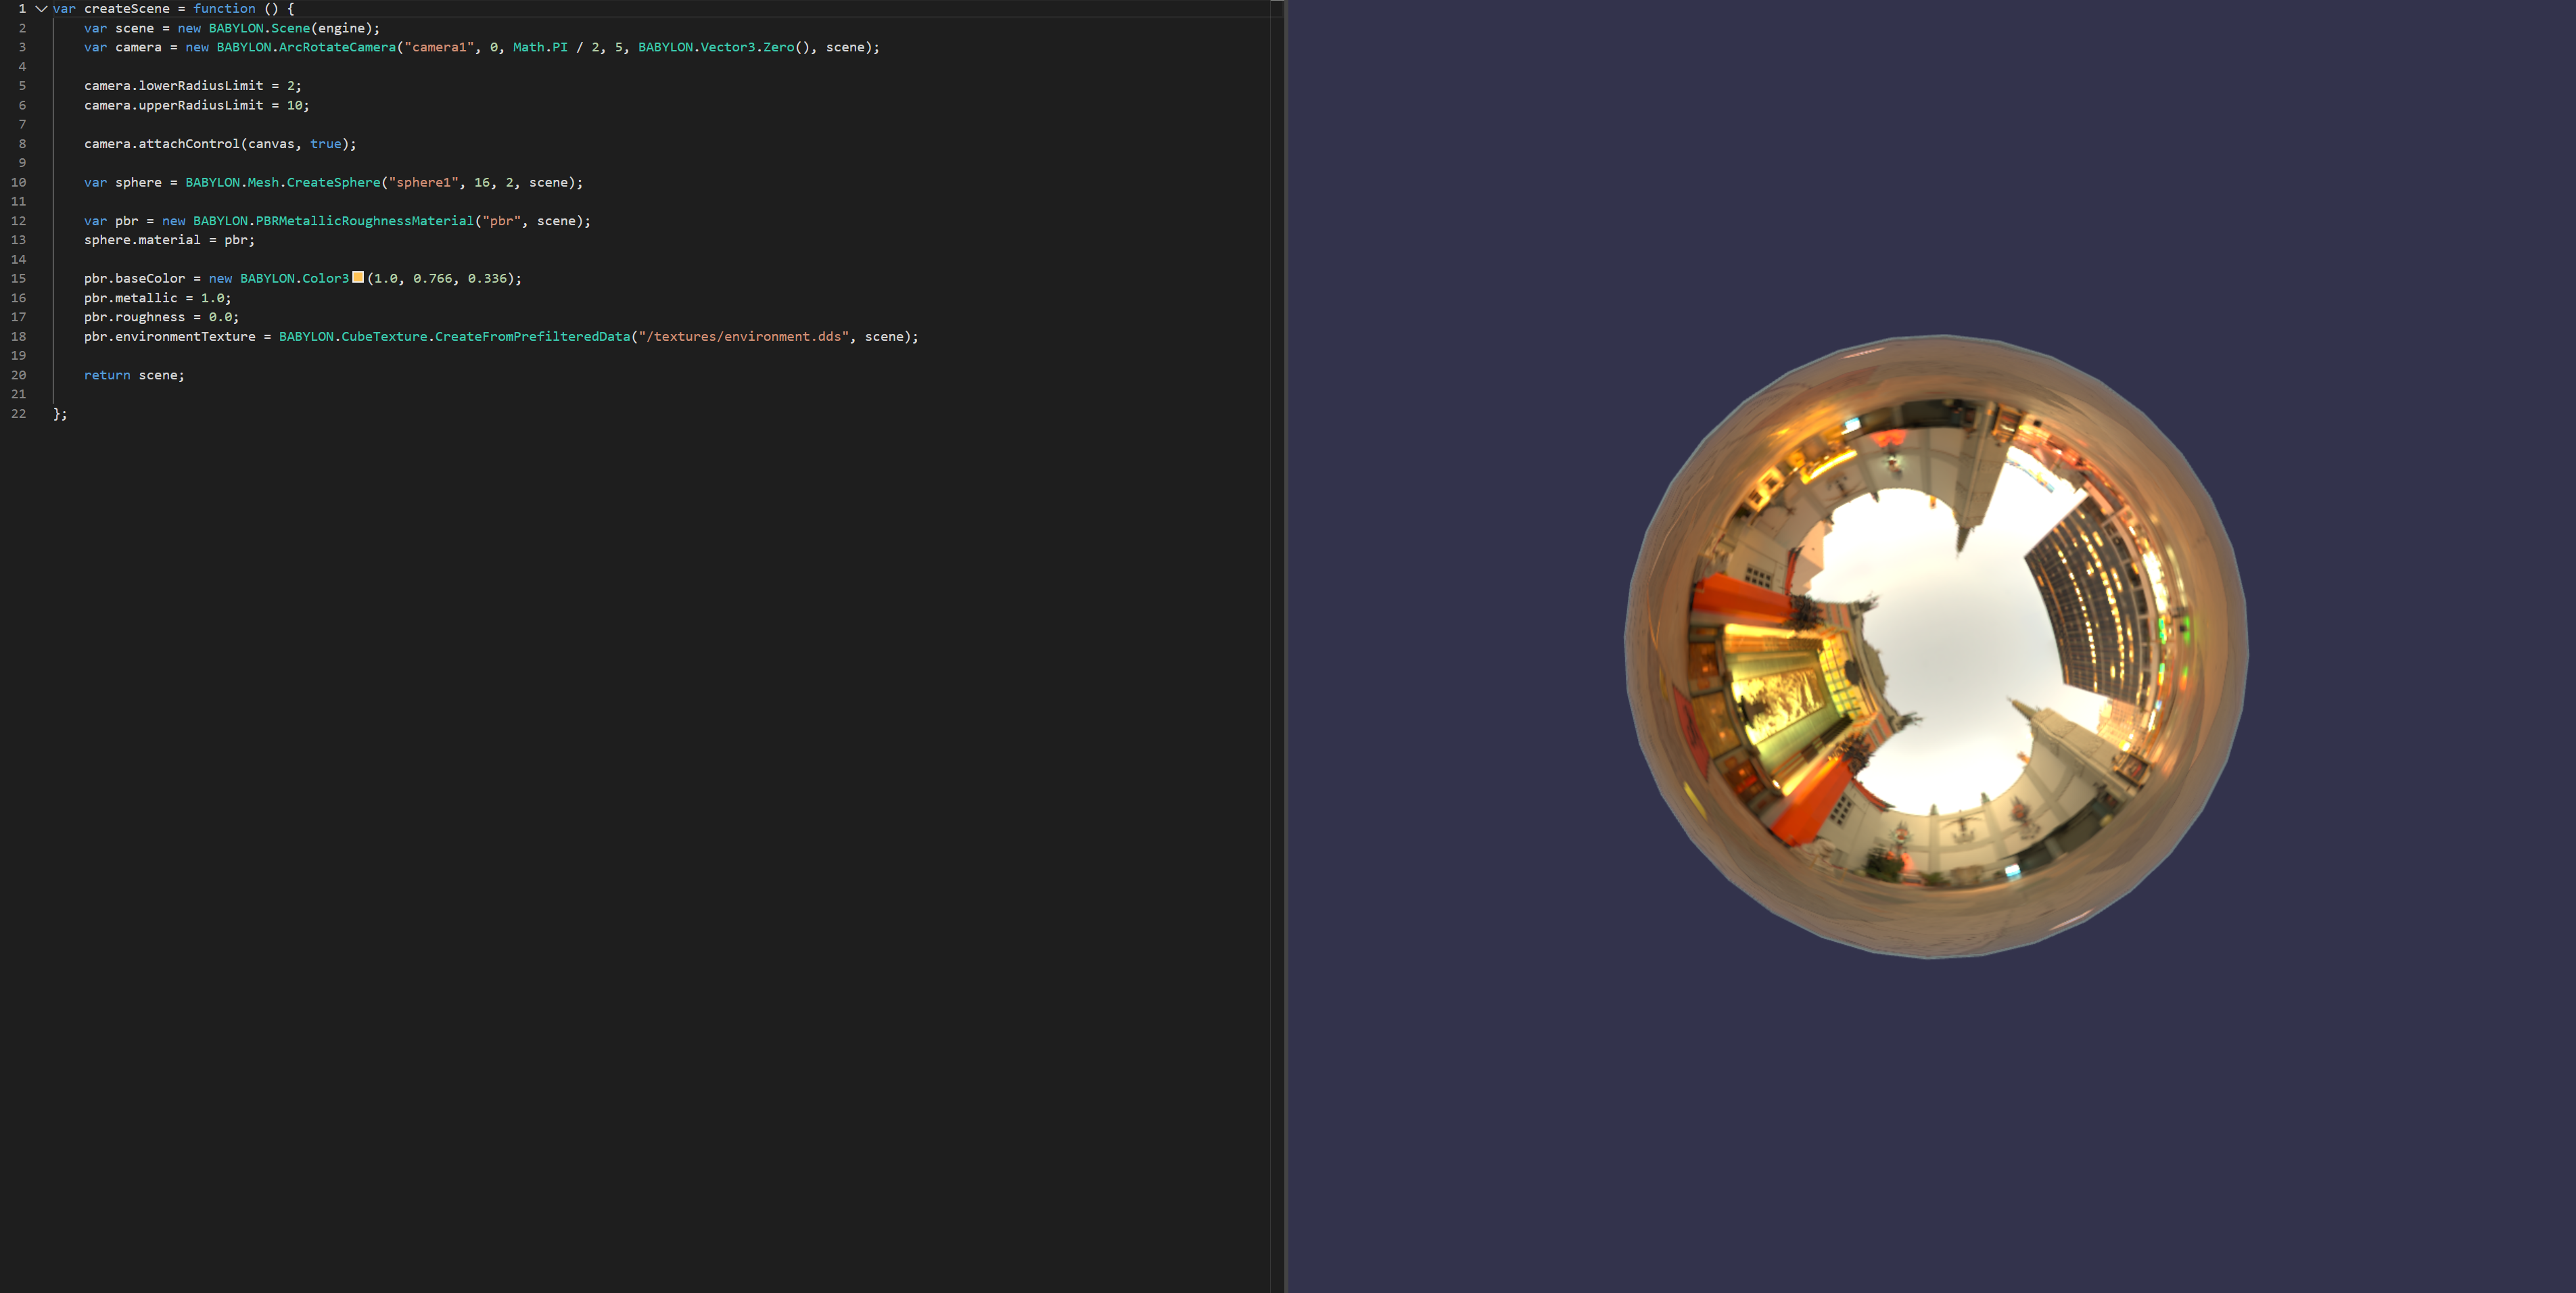 1 var createScene = function () {
2 var scene = new BABYLON.Scene(engine);
3 var camera = new BABYLON.ArcRotateCamera("camera1", 0, Math.PI / 2, 5, BABYLON.Vector3.Zero(), scene);
4
5 camera.lowerRadiusLimit = 2;
6 camera.upperRadiusLimit = 10;
7
8 camera.attachControl(canvas, true);
9
10 var sphere = BABYLON.Mesh.CreateSphere("sphere1", 16, 2, scene);
11
12 var pbr = new BABYLON.PBRMetallicRoughnessMaterial("pbr", scene);
13 sphere.material = pbr;
14
15 pbr.baseColor = new BABYLON.Color3(1.0, 0.766, 0.336);
16 pbr.metallic = 1.0;
17 pbr.roughness = 0.0;
18 pbr.environmentTexture = BABYLON.CubeTexture.CreateFromPrefilteredData("/textures/environment.dds", scene);
19
20 return scene;
21
22 };